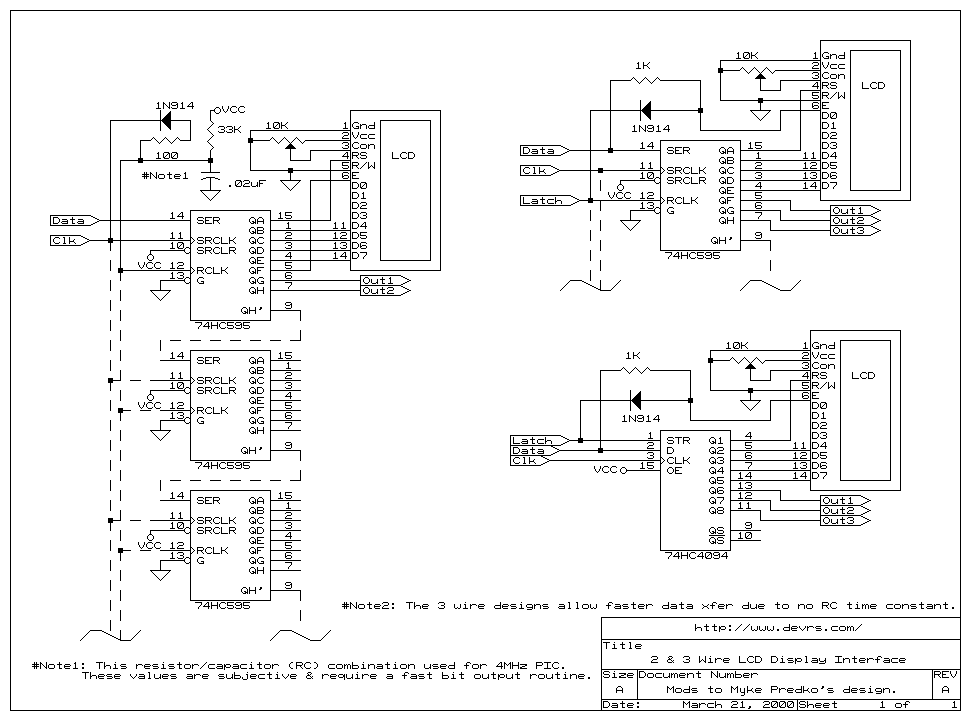 1N914
VCC
33K
100
#Note1
.02uF
10K
1 Gnd
2 Vcc
3 Con
4 RS
5 R/W
6 E
D0
D1
D2
D3
11 D4
12 D5
13 D6
14 D7
LCD
Data
Clk
VCC
14 SER QA 15
QB 1
11 SRCLK QC 2
10 SRCLR QD 3
QE 4
12 RCLK QF 5
13 G QG 6
QH 7
QH' 9
74HC595
Out1
Out2
14 SER QA 15
QB 1
11 SRCLK QC 2
10 SRCLR QD 3
VCC
QE 4
12 RCLK QF 5
13 G QG 6
QH 7
QH' 9
74HC595
14 SER QA 15
QB 1
11 SRCLK QC 2
10 SRCLR QD 3
VCC
QE 4
12 RCLK QF 5
13 G QG 6
QH 7
QH' 9
74HC595
1K
1N914
10K
1 Gnd
2 Vcc
3 Con
4 RS
5 R/W
6 E
D0
D1
D2
D3
11 D4
12 D5
13 D6
14 D7
LCD
Data
Clk
Latch
VCC
14 SER QA 15
QB 1
11 SRCLK QC 2
10 SRCLR QD 3
QE 4
12 RCLK QF 5
13 G QG 6
QH 7
QH' 9
74HC595
Out1
Out2
Out3
1K
1N914
10K
1 Gnd
2 Vcc
3 Con
4 RS
5 R/W
6 E
D0
D1
D2
D3
11 D4
12 D5
13 D6
14 D7
LCD
Latch
Data
Clk
VCC
1 STR Q1 4
2 D Q2 5
3 CLK Q3 6
15 OE Q4 7
Q5 14
Q6 13
Q7 12
Q8 11
QS 9
QS 10
74HC4094
Out1
Out2
Out3
#Note2: The 3 wire designs allow faster data xfer due to no RC time constant.
#Note1: This resistor/capacitor (RC) combination used for 4MHz PIC.
These values are subjective & require a fast bit output routine.
http://www.devrs.com/
Title
2 & 3 Wire LCD Display Interface
Size Document Number REV
A Mods to Myke Predko's design. A
Date: March 21, 2000 Sheet 1 of 1